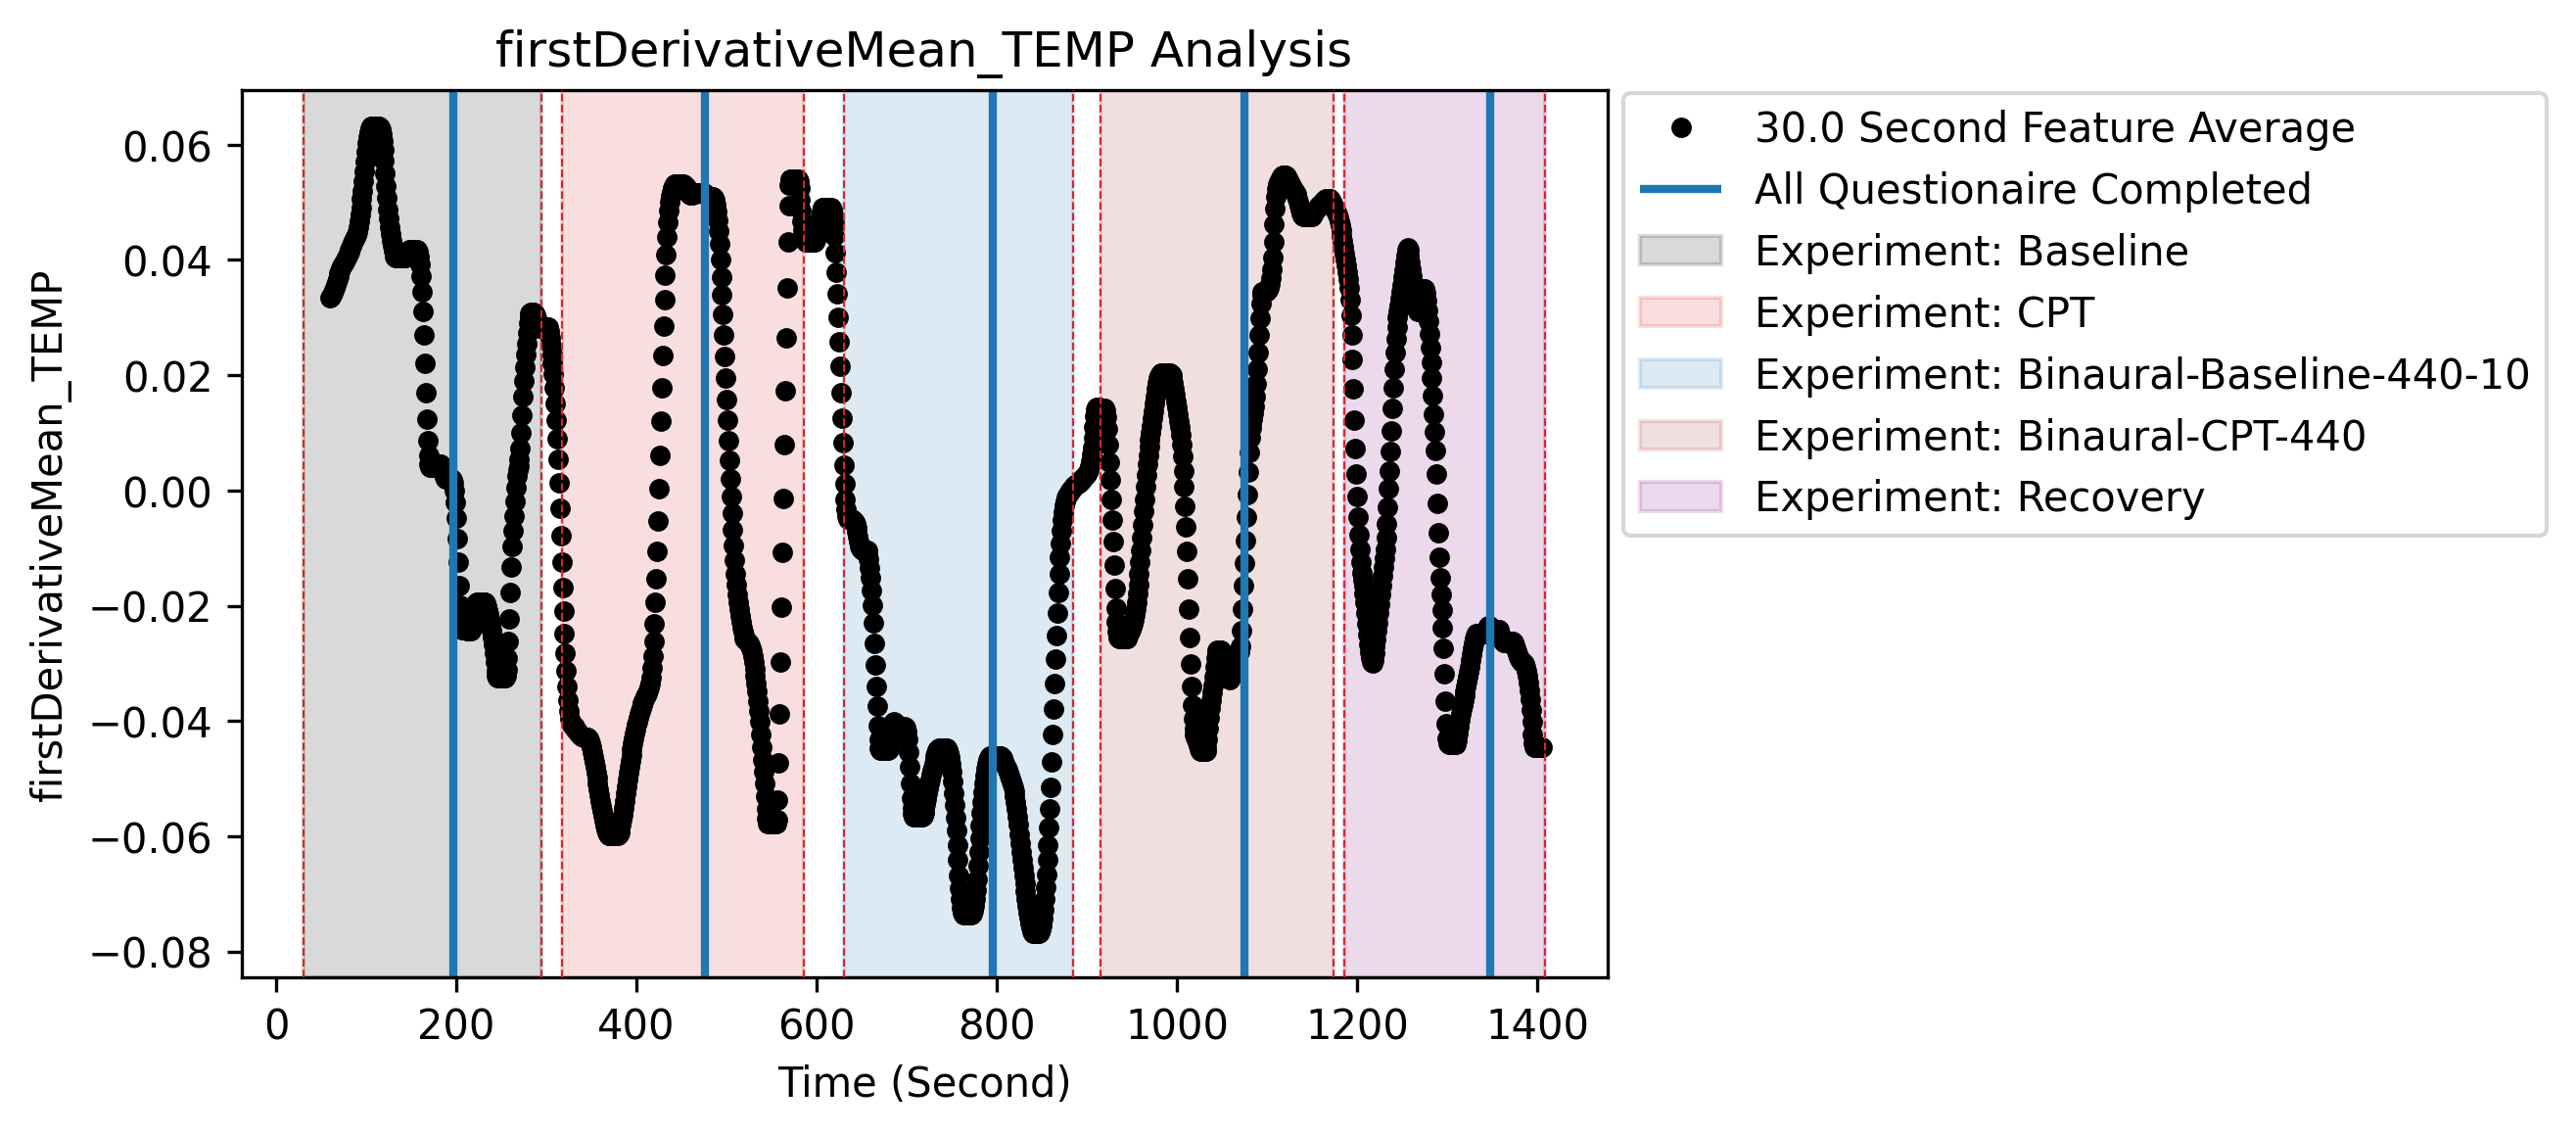 firstDerivativeMean_TEMP Analysis
firstDerivativeMean_TEMP
0.06
0.04
0.02
0.00
−0.02
−0.04
−0.06
−0.08
0 200 400 600 800 1000 1200 1400
Time (Second)
30.0 Second Feature Average
All Questionaire Completed
Experiment: Baseline
Experiment: CPT
Experiment: Binaural-Baseline-440-10
Experiment: Binaural-CPT-440
Experiment: Recovery